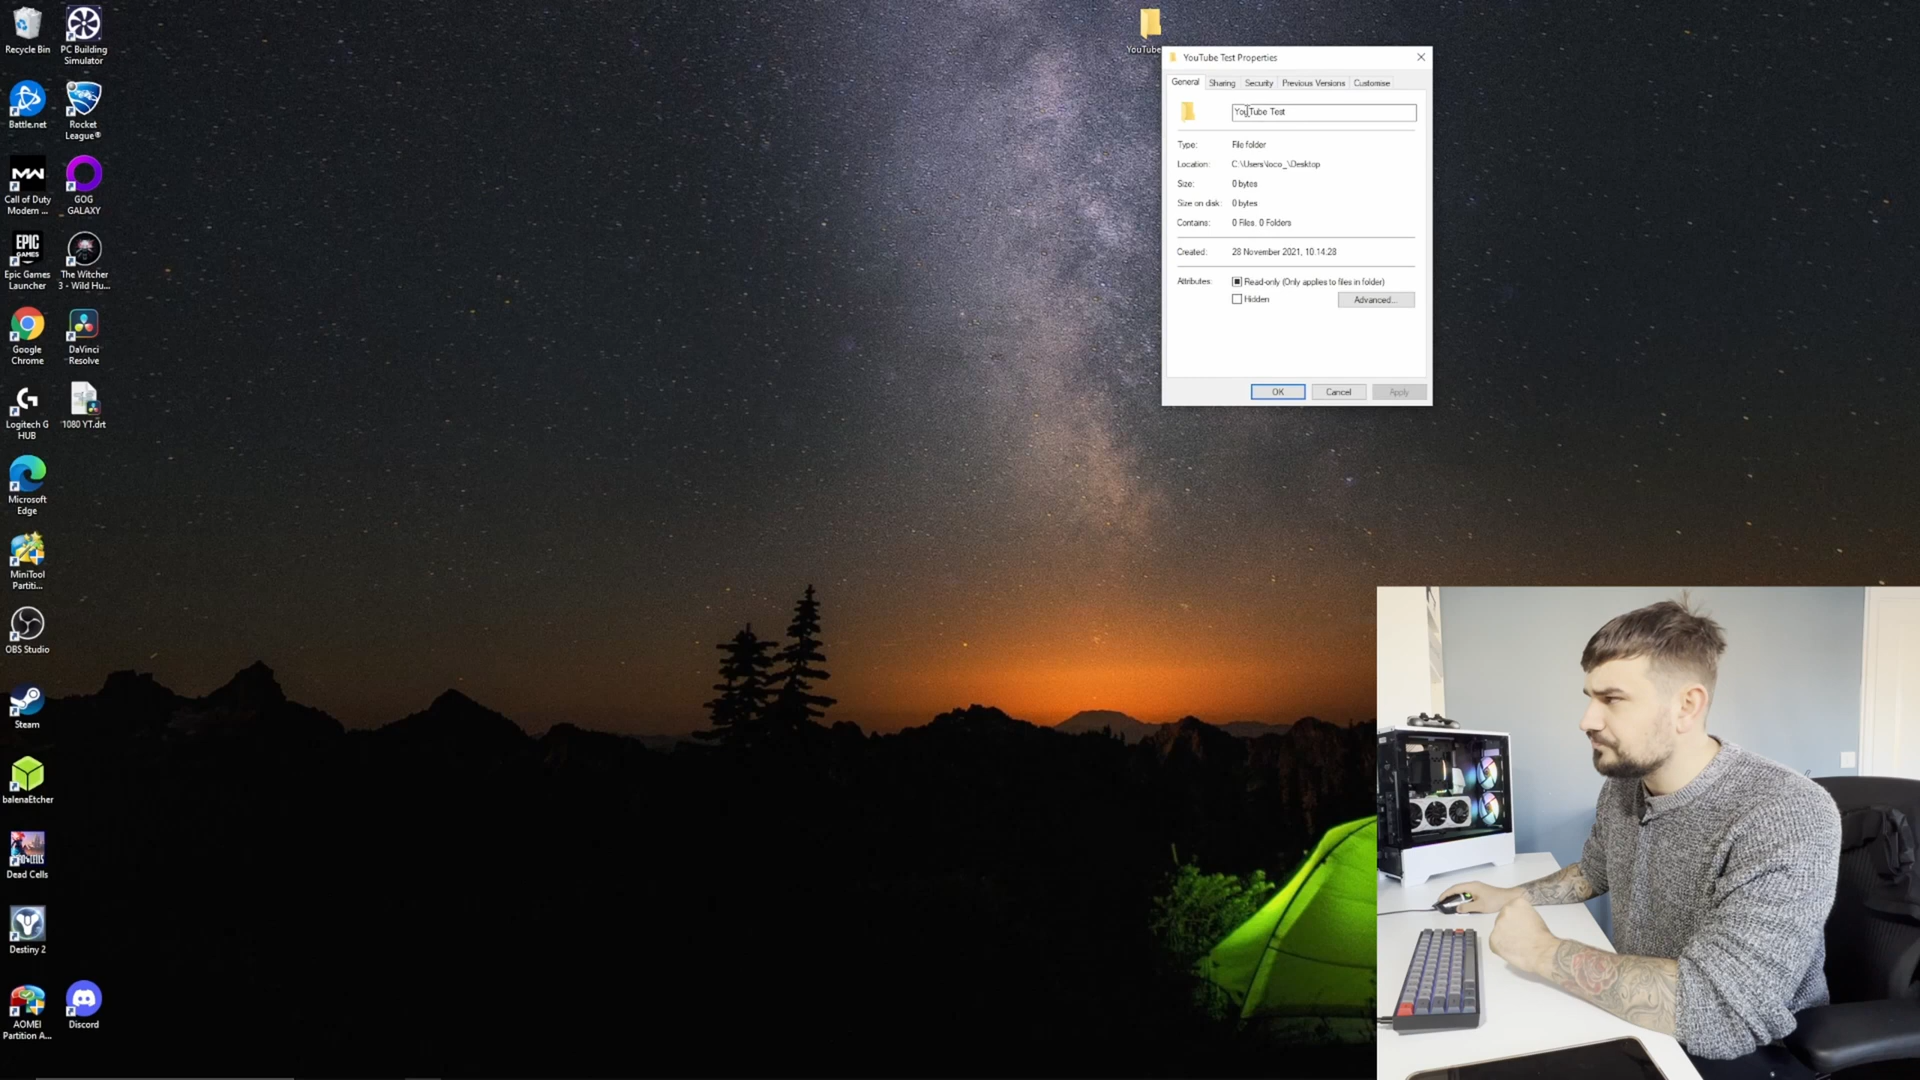 Recycle Bin
PC Building
Simulator
Battle.net
Rocket
League®
Call of Duty
Modern ...
GOG
GALAXY
EPIC
GAMES
Epic Games
Launcher
The Witcher
3 - Wild Hu...
Google
Chrome
DaVinci
Resolve
Logitech G
HUB
1080 YT.drt
Microsoft
Edge
MiniTool
Partiti...
OBS Studio
Steam
balenaEtcher
Dead Cells
Destiny 2
AOMEI
Partition A...
Discord
YouTube
YouTube Test Properties
General
Sharing
Security
Previous Versions
Customise
YouTube Test
Type:
File folder
Location:
C:\Users\loco_\Desktop
Size:
0 bytes
Size on disk:
0 bytes
Contains:
0 Files, 0 Folders
Created:
28 November 2021, 10:14:28
Attributes:
Read-only (Only applies to files in folder)
Hidden
Advanced...
OK
Cancel
Apply